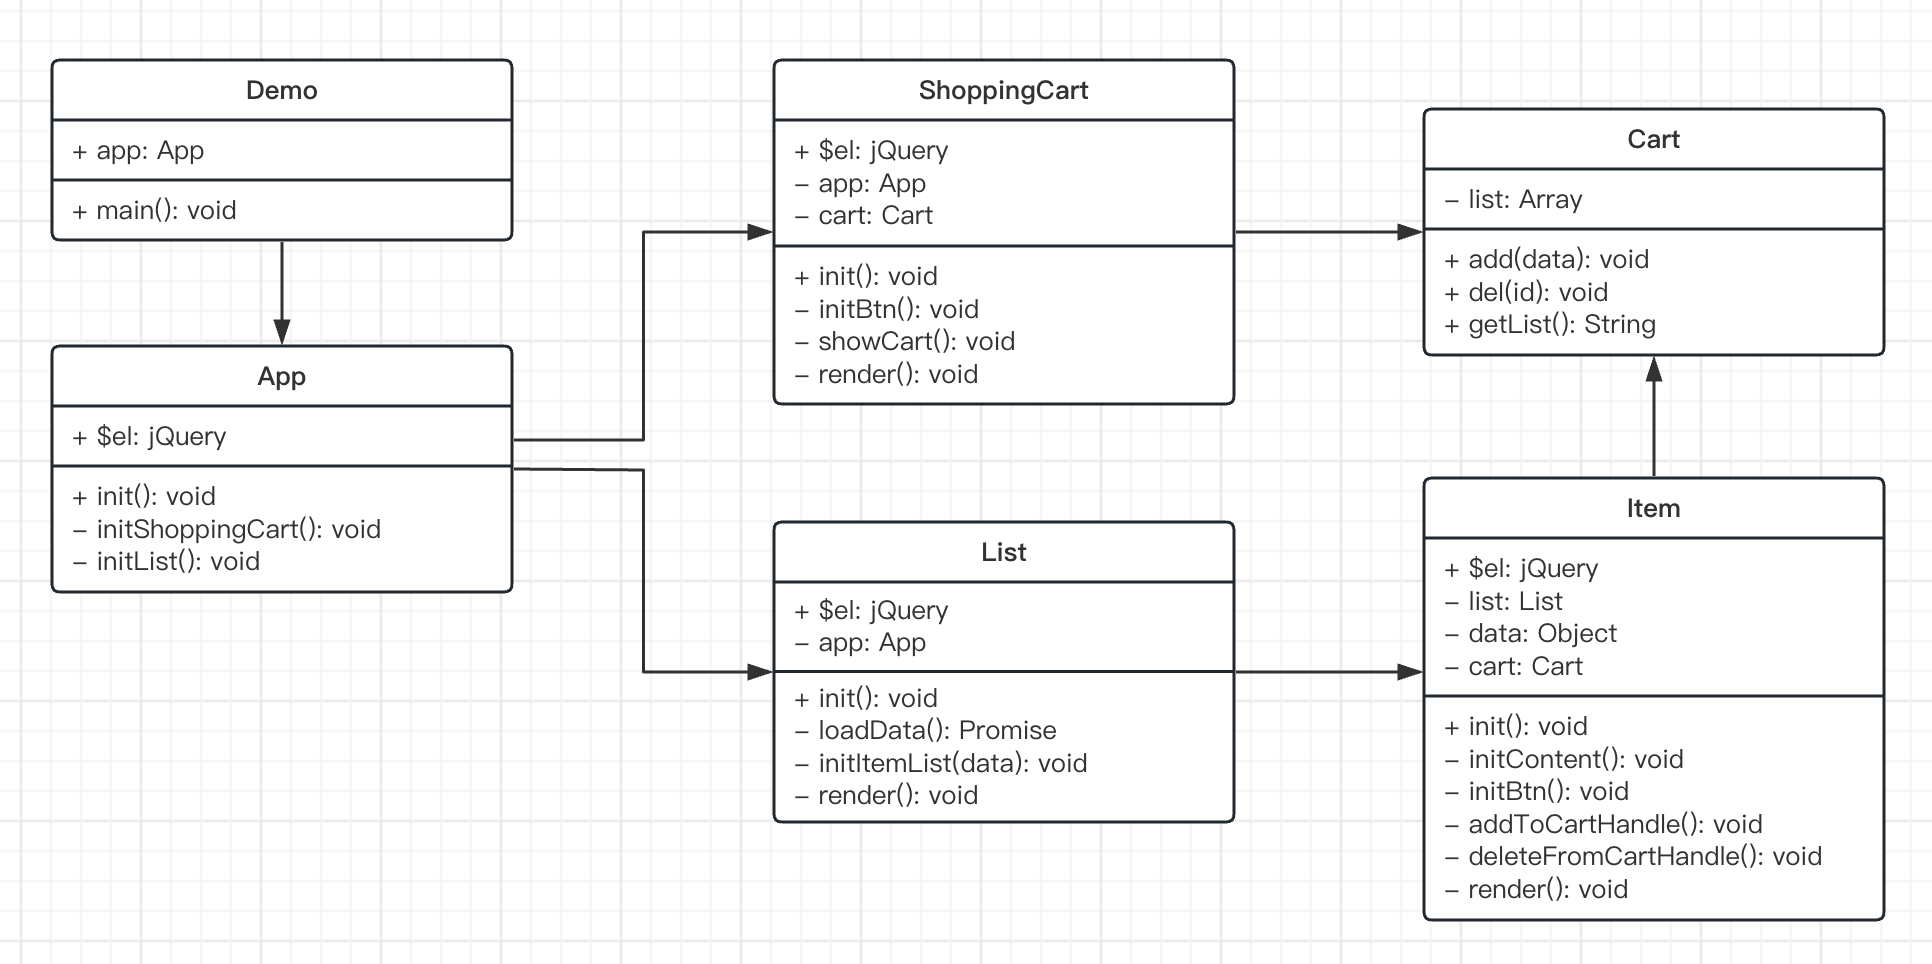 Demo
+ app: App
+ main(): void
App
+ $el: jQuery
+ init(): void
– initShoppingCart(): void
– initList(): void
ShoppingCart
+ $el: jQuery
– app: App
– cart: Cart
+ init(): void
– initBtn(): void
– showCart(): void
– render(): void
List
+ $el: jQuery
– app: App
+ init(): void
– loadData(): Promise
– initItemList(data): void
– render(): void
Cart
– list: Array
+ add(data): void
+ del(id): void
+ getList(): String
Item
+ $el: jQuery
– list: List
– data: Object
– cart: Cart
+ init(): void
– initContent(): void
– initBtn(): void
– addToCartHandle(): void
– deleteFromCartHandle(): void
– render(): void